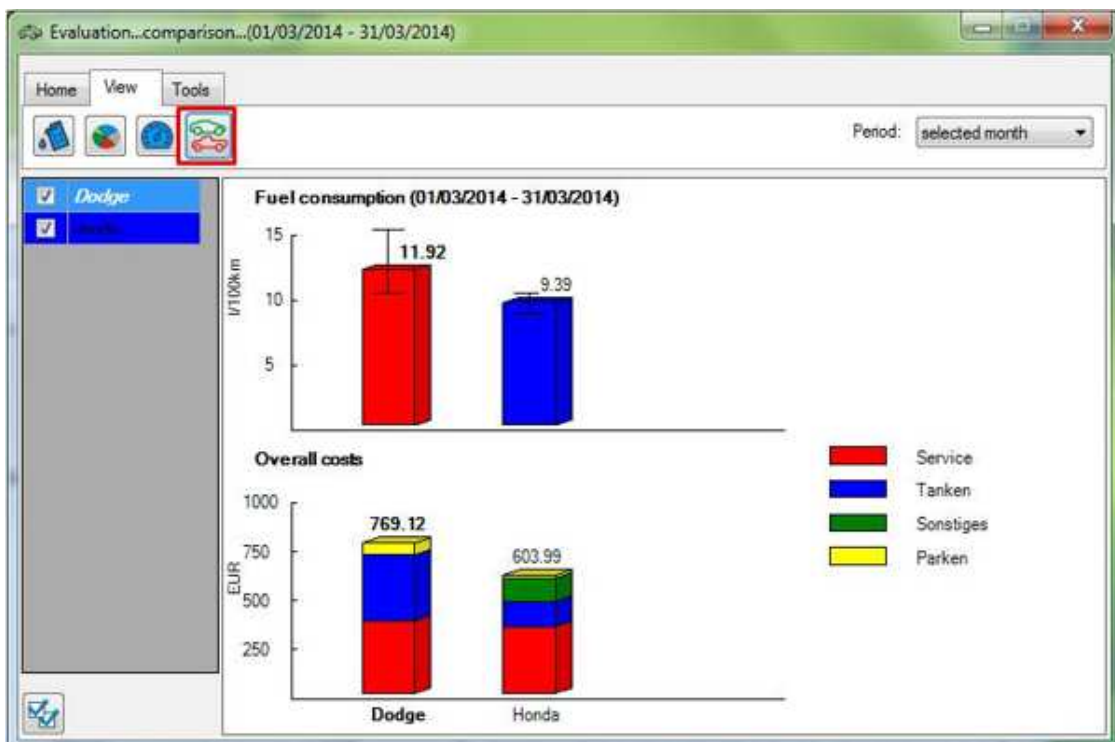 Evaluation...comparison...(01/03/2014 - 31/03/2014)
Home View Tools
Period: selected month
Dodge
Fuel consumption (01/03/2014 - 31/03/2014)
15
11.92
9.39
l/100km
10
5
Overall costs
Service
Tanken
Sonstiges
Parken
1000
769.12
750
603.99
EUR
500
250
Dodge Honda